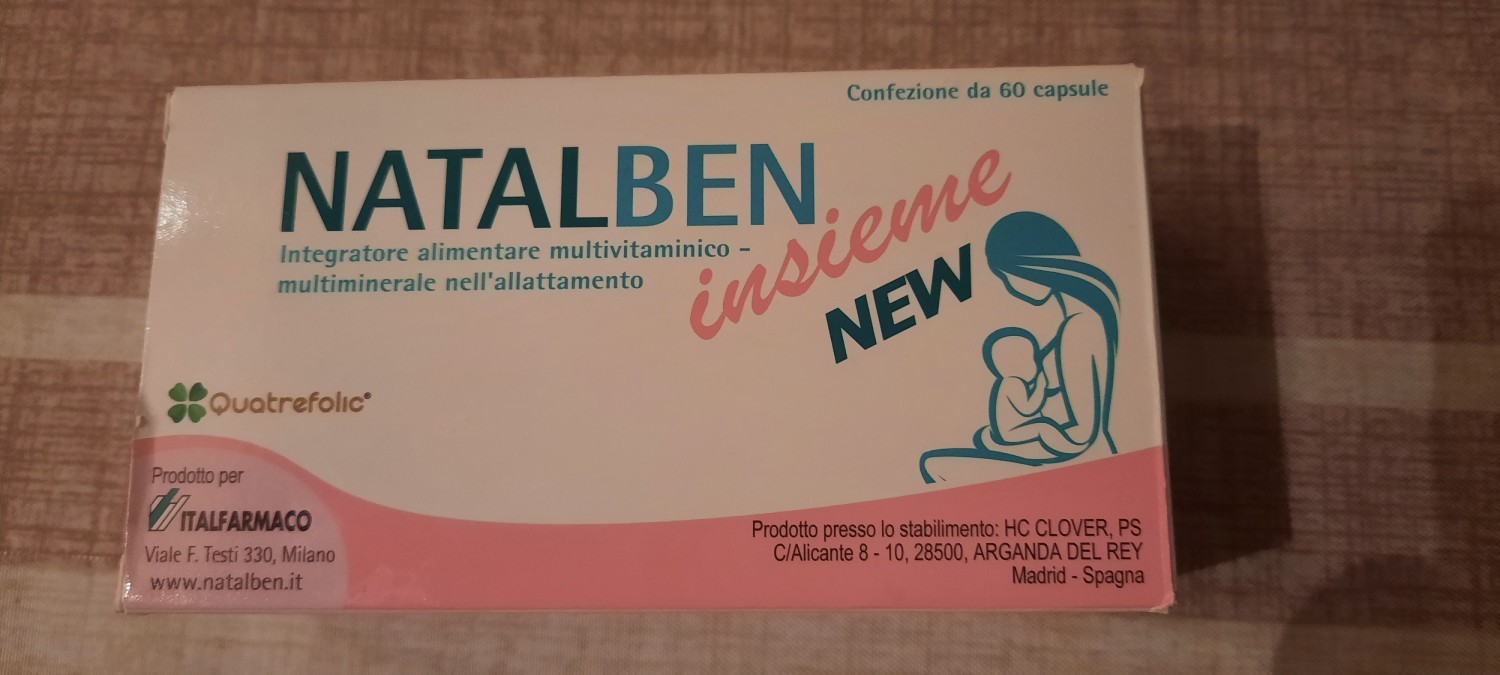 Confezione da 60 capsule
NATALBEN
insieme
Integratore alimentare multivitaminico -
multiminerale nell'allattamento
NEW
Quatrefolic®
Prodotto per
ITALFARMACO
Viale F. Testi 330, Milano
www.natalben.it
Prodotto presso lo stabilimento: HC CLOVER, PS
C/Alicante 8 - 10, 28500, ARGANDA DEL REY
Madrid - Spagna